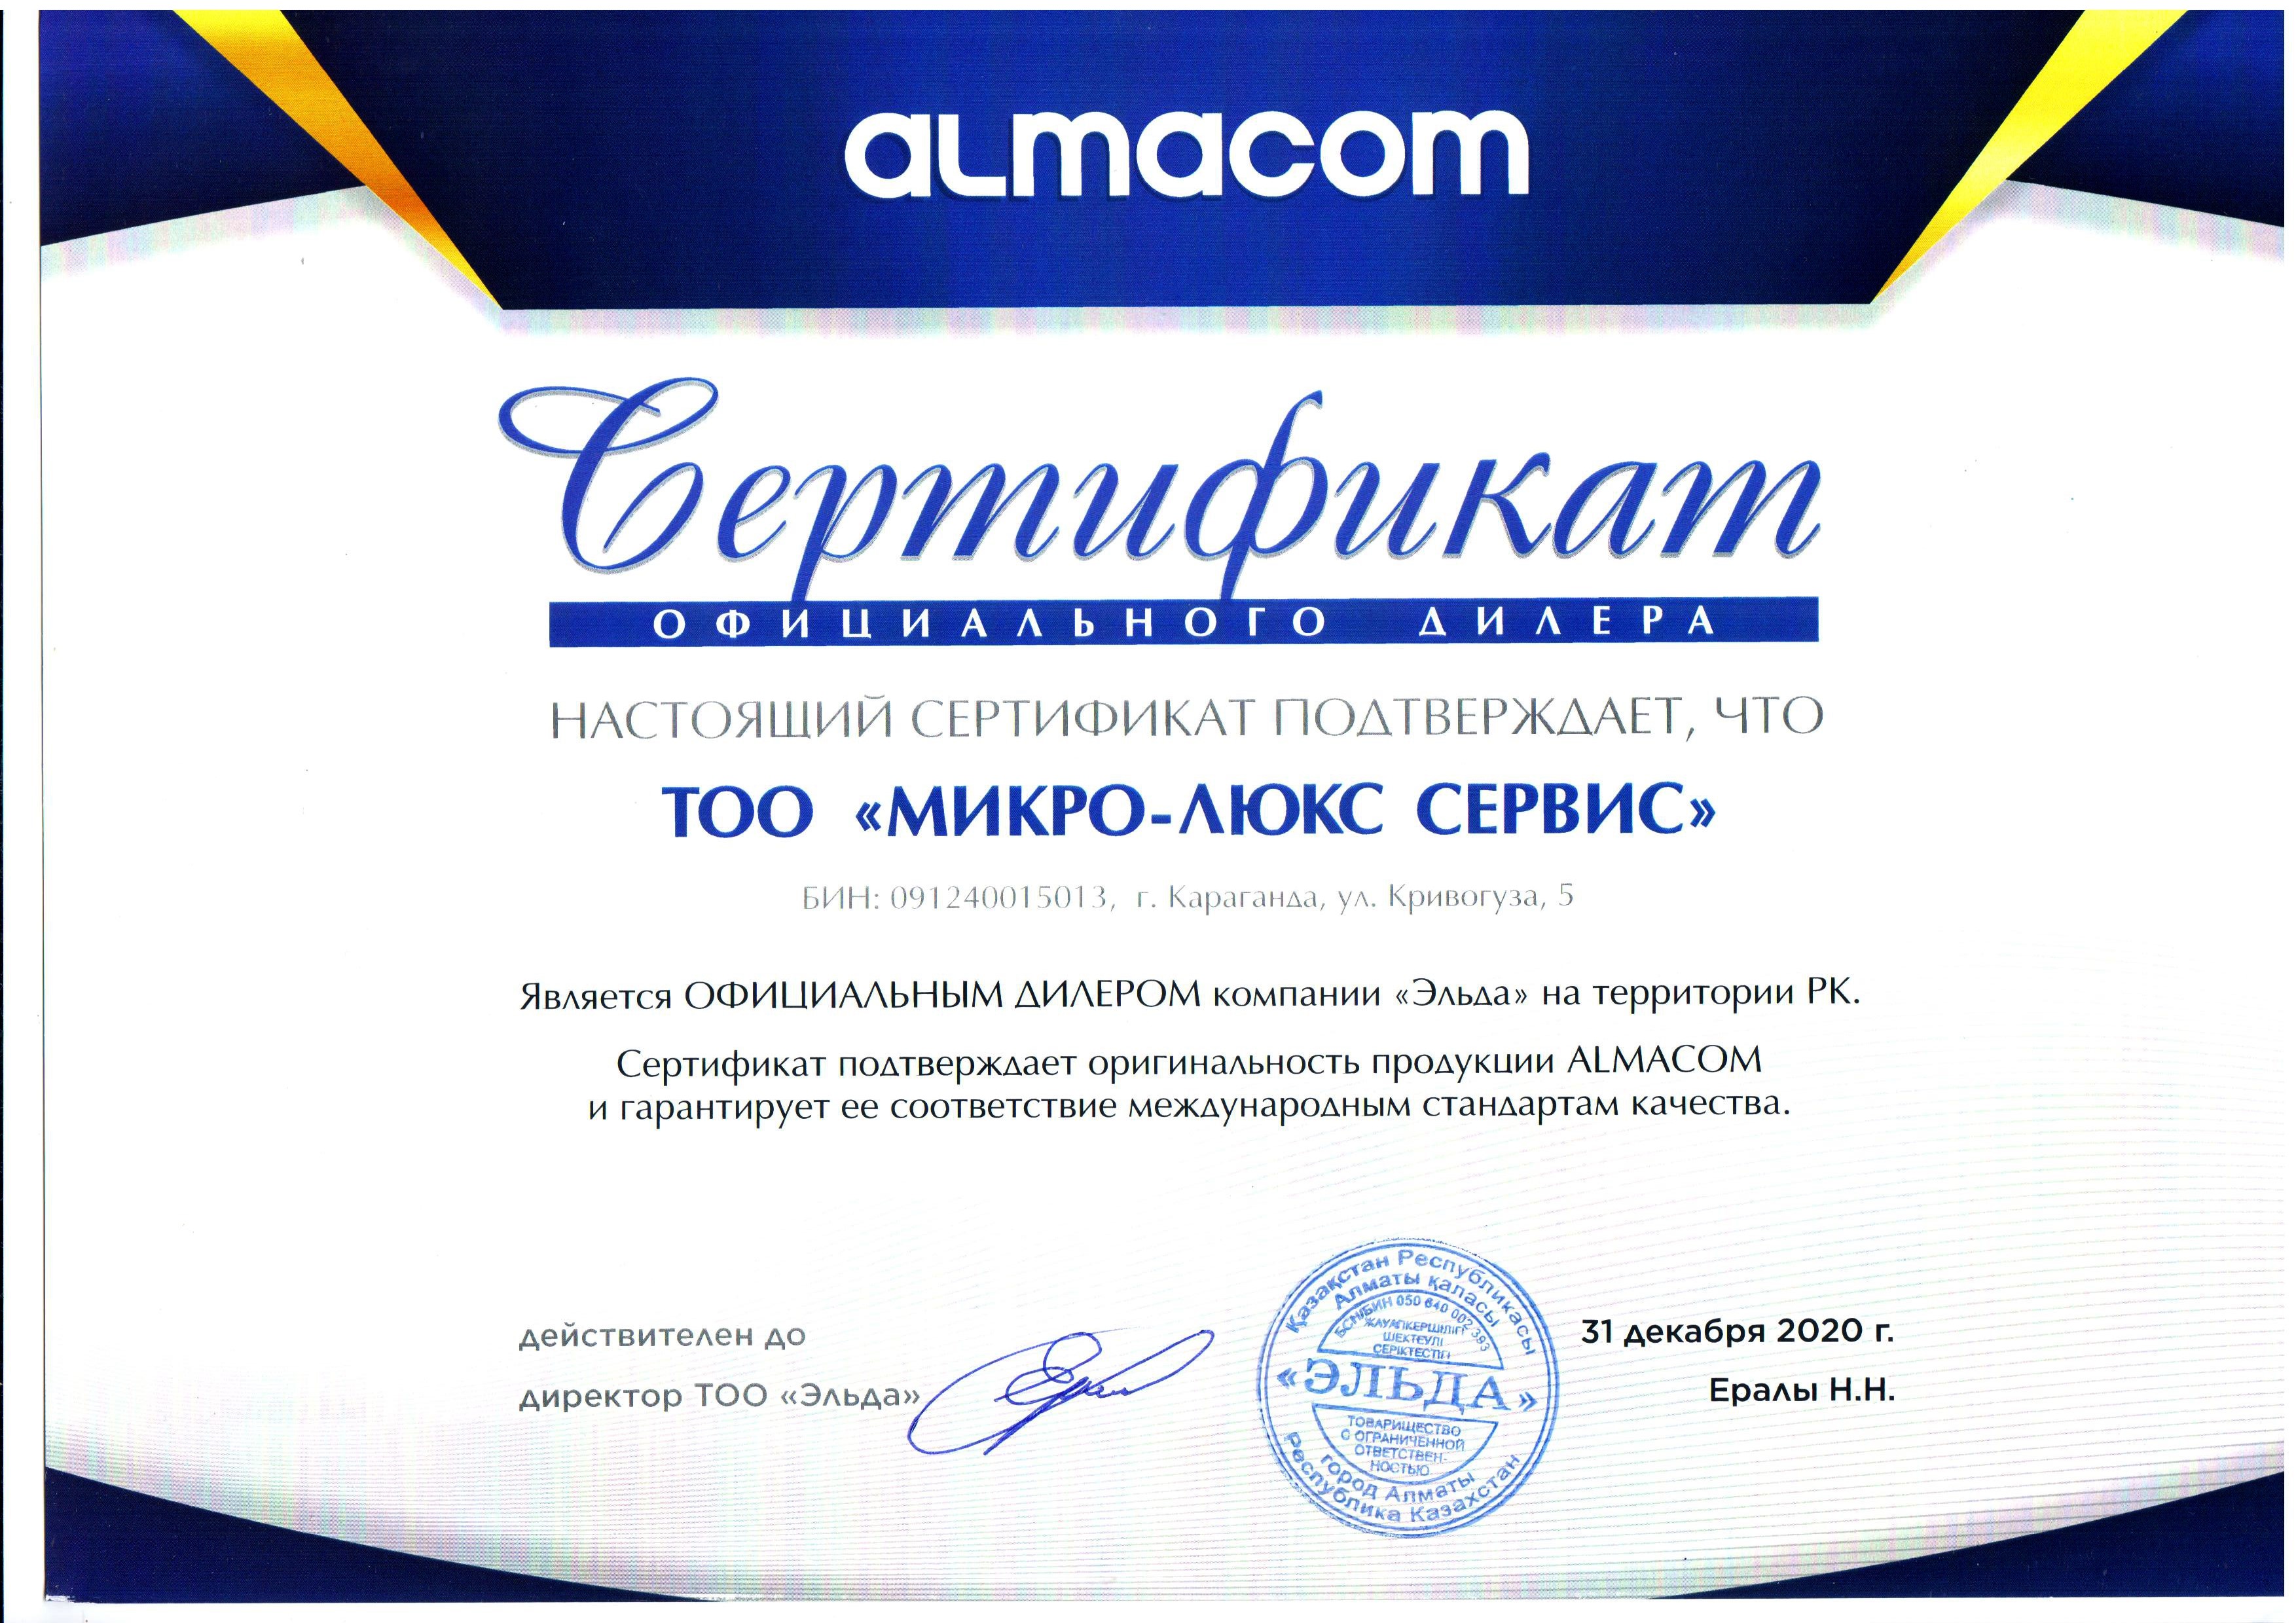 almacom
Сертификат
ОФИЦИАЛЬНОГО ДИЛЕРА
НАСТОЯЩИЙ СЕРТИФИКАТ ПОДТВЕРЖДАЕТ, ЧТО
ТОО «МИКРО-ЛЮКС СЕРВИС»
БИН: 091240015013, г. Караганда, ул. Кривогуза, 5
Является ОФИЦИАЛЬНЫМ ДИЛЕРОМ компании «Эльда» на территории РК.
Сертификат подтверждает оригинальность продукции ALMACOM
и гарантирует ее соответствие международным стандартам качества.
действителен до
31 декабря 2020 г.
директор ТОО «Эльда»
Ералы Н.Н.
Қазақстан Республикасы
Алматы қаласы
БСН/БИН 050 640 002 393
ЖАУАПКЕРШІЛІГІ
ШЕКТЕУЛІ
СЕРІКТЕСТІГІ
«ЭЛЬДА»
ТОВАРИЩЕСТВО
С ОГРАНИЧЕННОЙ
ОТВЕТСТВЕН-
НОСТЬЮ
город Алматы
Республика Казахстан